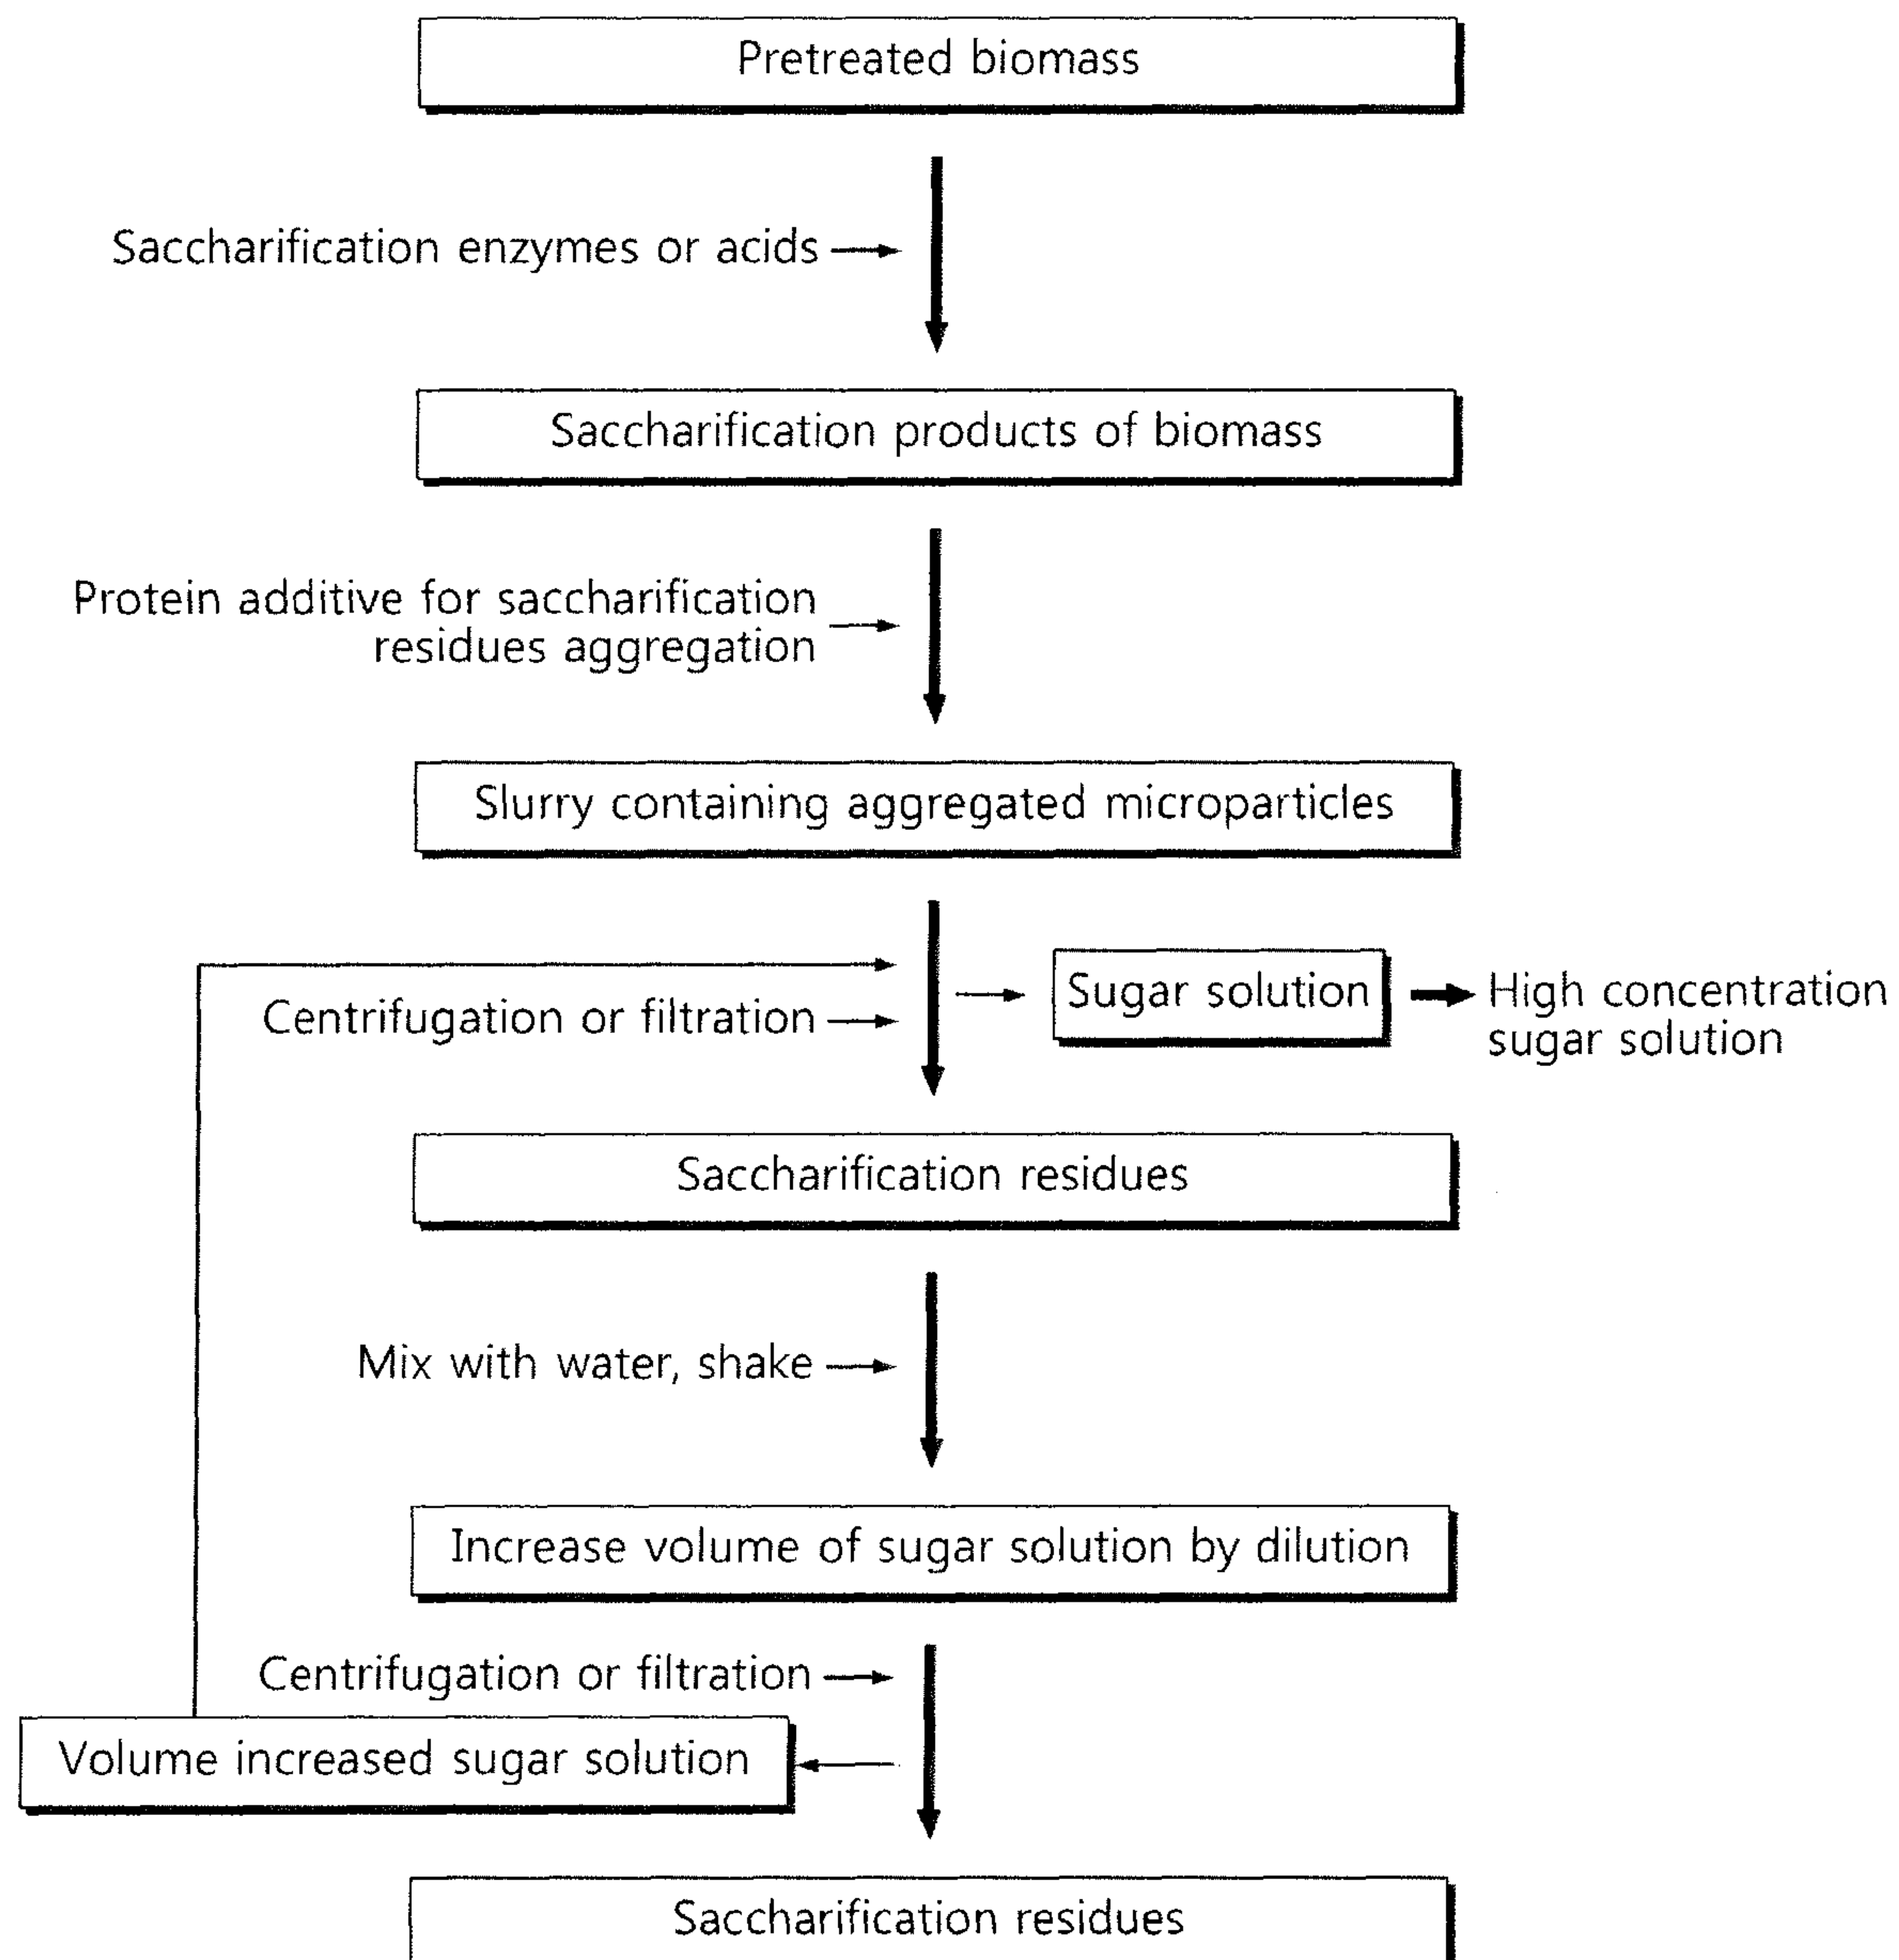 Pretreated biomass
Saccharification enzymes or acids
Saccharification products of biomass
Protein additive for saccharification
residues aggregation
Slurry containing aggregated microparticles
Centrifugation or filtration
Sugar solution
High concentration
sugar solution
Saccharification residues
Mix with water, shake
Increase volume of sugar solution by dilution
Centrifugation or filtration
Volume increased sugar solution
Saccharification residues